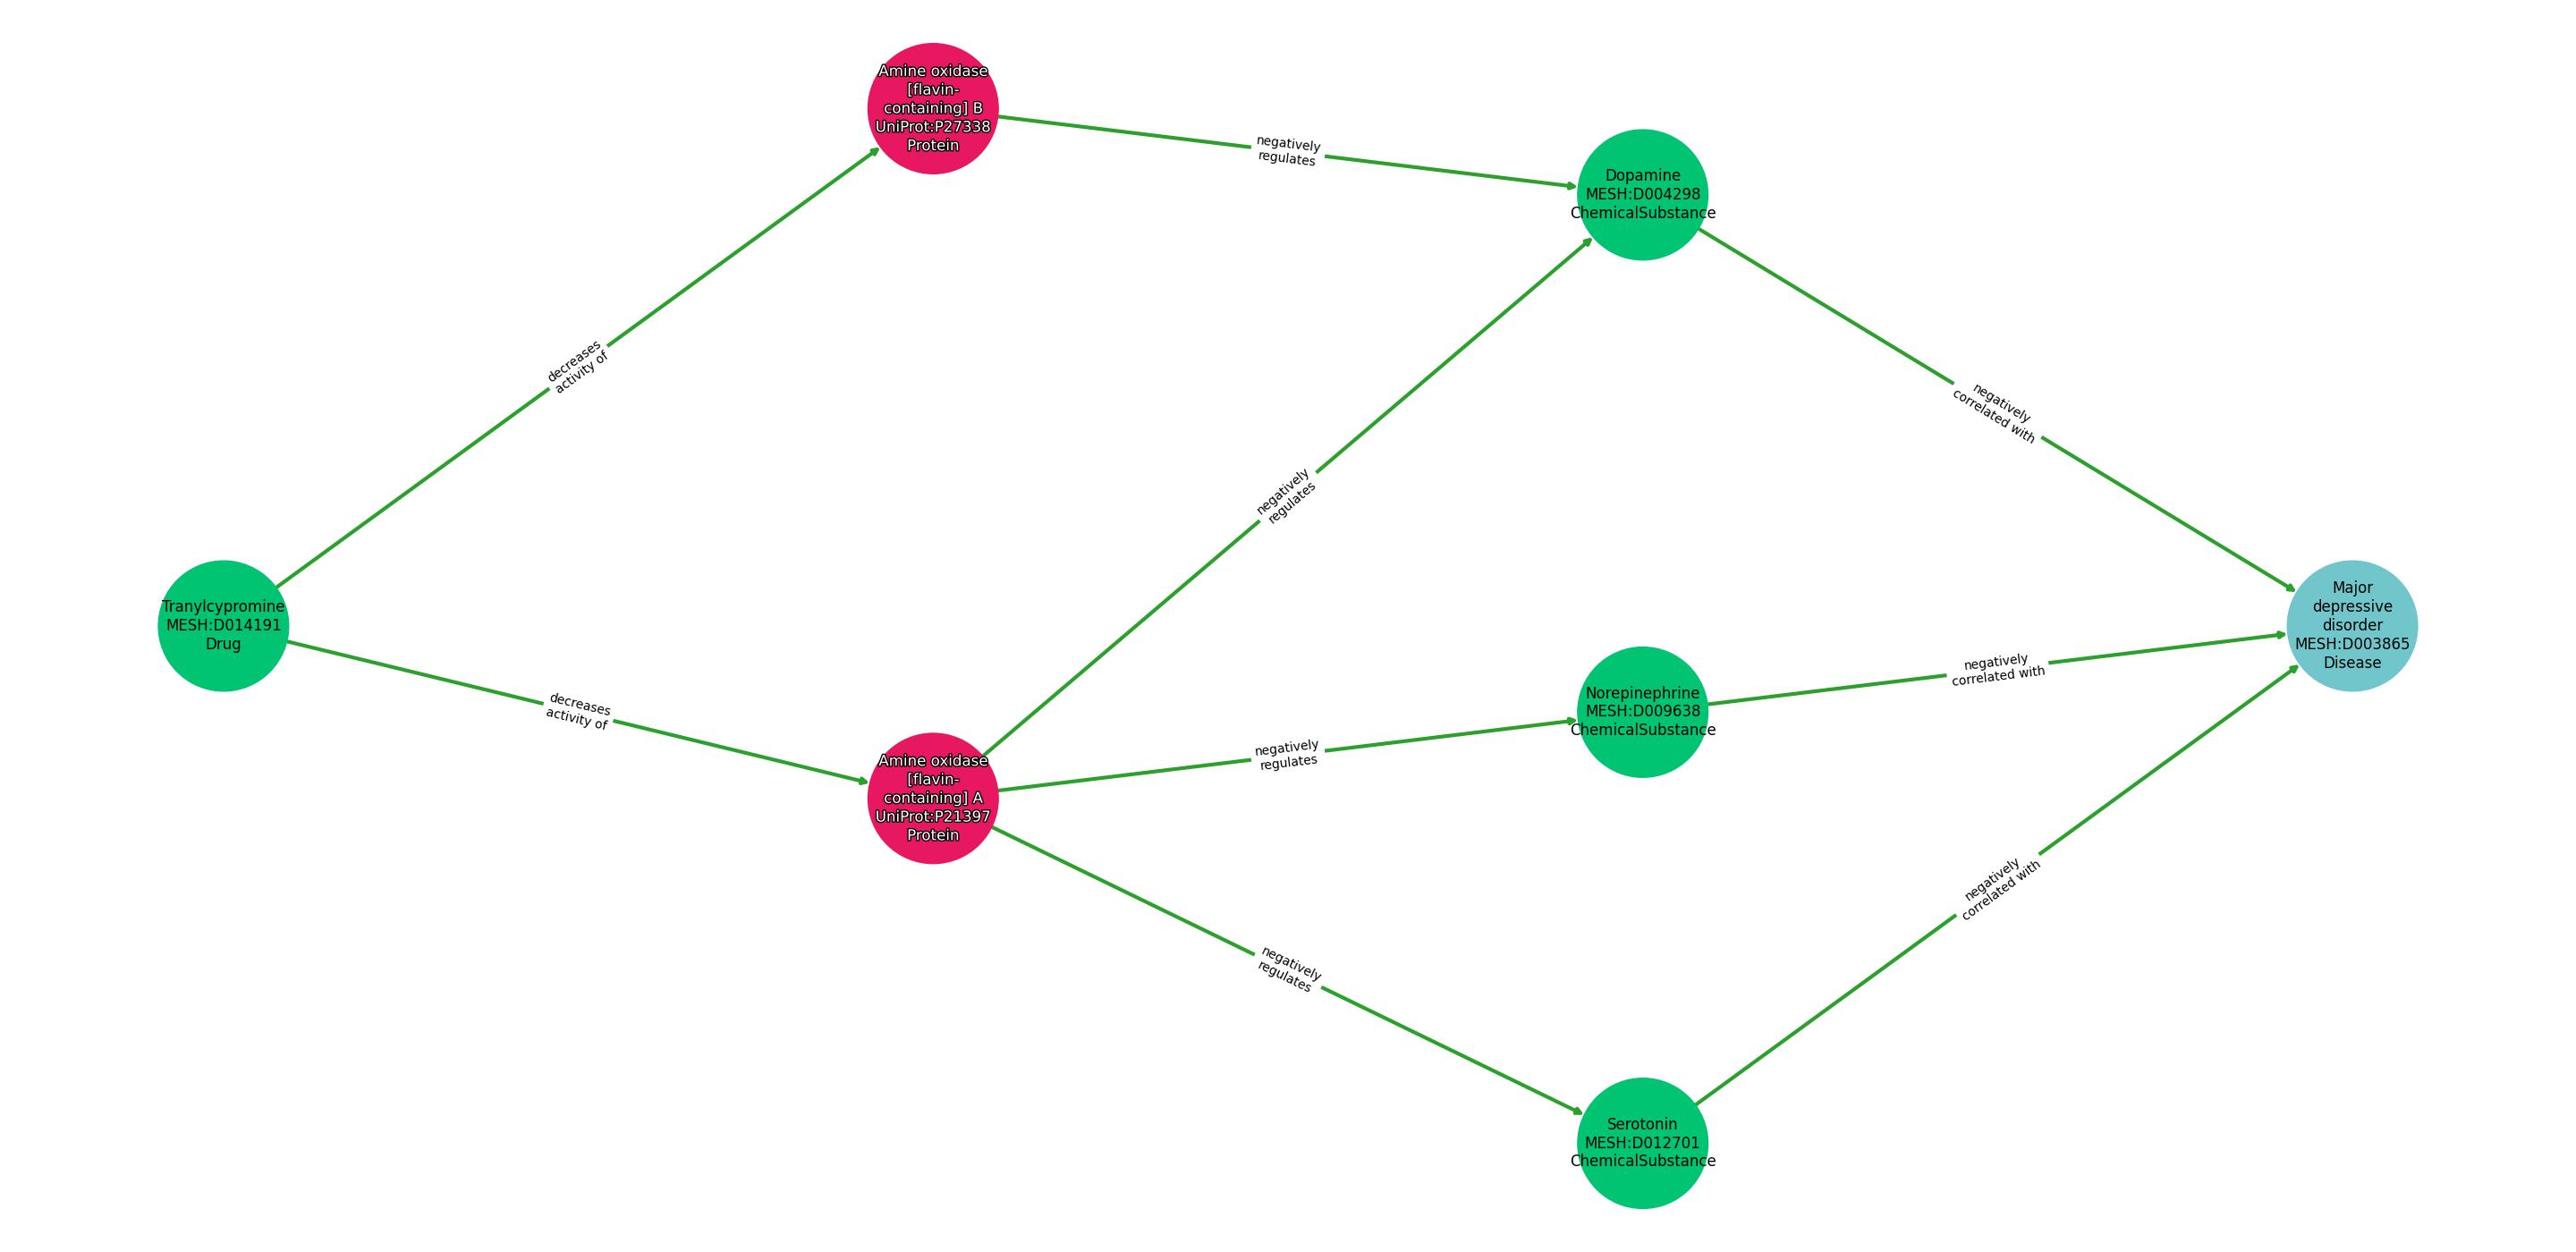 Amine oxidase
[flavin-
containing] B
UniProt:P27338
Protein
negatively
regulates
Dopamine
MESH:D004298
ChemicalSubstance
decreases
activity of
negatively
correlated with
negatively
regulates
Tranylcypromine
MESH:D014191
Drug
Major
depressive
disorder
MESH:D003865
Disease
decreases
activity of
negatively
correlated with
Norepinephrine
MESH:D009638
ChemicalSubstance
negatively
regulates
Amine oxidase
[flavin-
containing] A
UniProt:P21397
Protein
negatively
correlated with
negatively
regulates
Serotonin
MESH:D012701
ChemicalSubstance